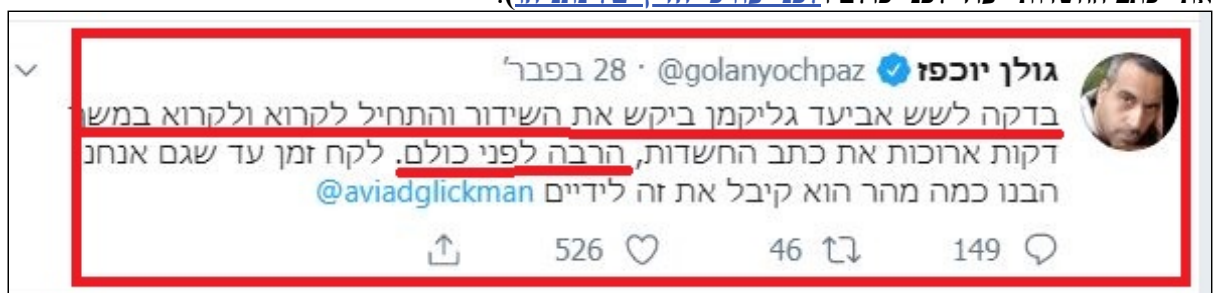 גולן יוכפז @golanyochpaz · 28 בפבר'
בדקה לשש אביעד גליקמן ביקש את השידור והתחיל לקרוא ולקרוא במשך
דקות ארוכות את כתב החשדות, הרבה לפני כולם. לקח זמן עד שגם אנחנו
הבנו כמה מהר הוא קיבל את זה לידיים @aviadglickman
149 46 526